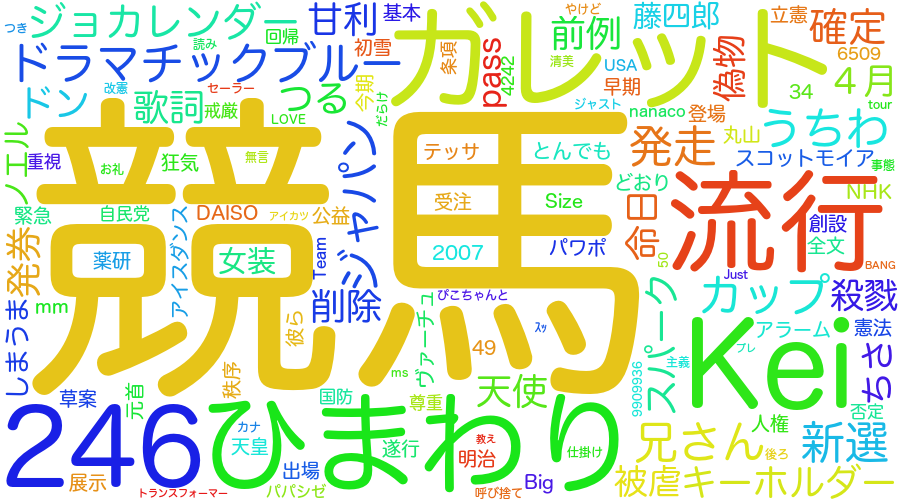 つき
ジョカレンダー
甘利
基本
ガレット
やけど
前例
藤四郎
立憲
確定
回帰
読み
初雪
ドラマチックブルー
条項
pass
4242
清美
USA
偽物
6509
４月
改憲
セーラー
ドン
歌詞
戒厳
つる
今期
だらけ
早期
34
tour
LOVE
ジャスト
nanaco
登場
うちわ
ノエル
重視
お礼
狂気
無言
ジャパン
競馬
テッサ
とんでも
発走
丸山
スコットモイア
事態
緊急
自民党
DAISO
アイカツ
公益
受注
Size
どおり
流行
NHK
創設
全文
発券
薬研
アイスダンス
女装
Team
2007
パワポ
命日
50
Just
BANG
しまうま
mm
削除
彼ら
ヴァーチュ
ぴこちゃんと
ｽｯ
49
スパーク
カップ
殺戮
アラーム
憲法
主義
プレ
Kei
ちさ
ms
草案
元首
秩序
国防
尊重
天使
9909936
246
ひまわり
カナ
天皇
遂行
教え
明治
仕掛け
兄さん
人権
後ろ
否定
新選
展示
出場
トランスフォーマー
パパシゼ
呼び捨て
Big
被虐キーホルダー